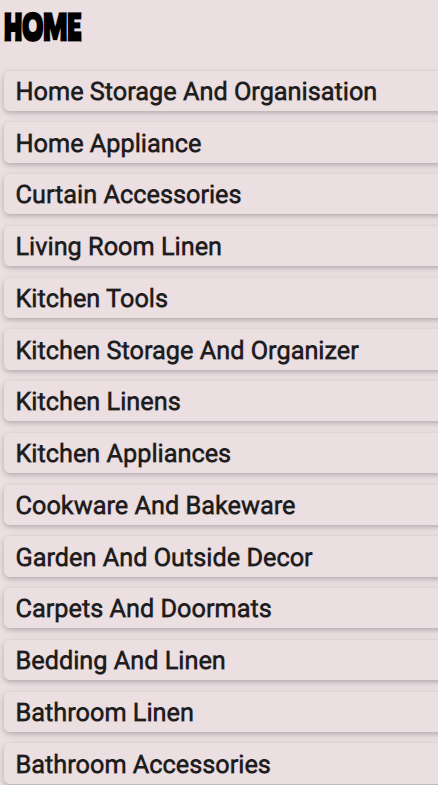 HOME
Home Storage And Organisation
Home Appliance
Curtain Accessories
Living Room Linen
Kitchen Tools
Kitchen Storage And Organizer
Kitchen Linens
Kitchen Appliances
Cookware And Bakeware
Garden And Outside Decor
Carpets And Doormats
Bedding And Linen
Bathroom Linen
Bathroom Accessories